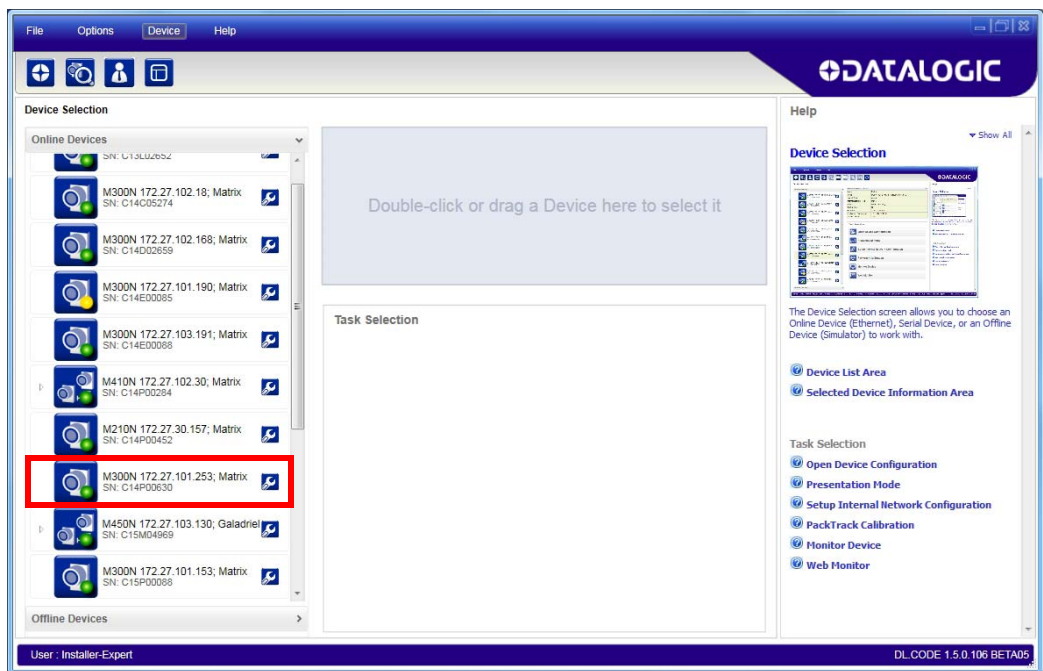 File Options Device Help
DATALOGIC
Device Selection
Online Devices
SN: C13L02652
M300N 172.27.102.18; Matrix
SN: C14C05274
M300N 172.27.102.168; Matrix
SN: C14D02659
M300N 172.27.101.190; Matrix
SN: C14E00085
M300N 172.27.103.191; Matrix
SN: C14E00088
M410N 172.27.102.30; Matrix
SN: C14P00284
M210N 172.27.30.157; Matrix
SN: C14P00452
M300N 172.27.101.253; Matrix
SN: C14P00630
M450N 172.27.103.130; Galadriel
SN: C15M04969
M300N 172.27.101.153; Matrix
SN: C15P00088
Offline Devices
Double-click or drag a Device here to select it
Task Selection
Help
Show All
Device Selection
DATALOGIC
The Device Selection screen allows you to choose an
Online Device (Ethernet), Serial Device, or an Offline
Device (Simulator) to work with.
Device List Area
Selected Device Information Area
Task Selection
Open Device Configuration
Presentation Mode
Setup Internal Network Configuration
PackTrack Calibration
Monitor Device
Web Monitor
User : Installer-Expert
DL.CODE 1.5.0.106 BETA05